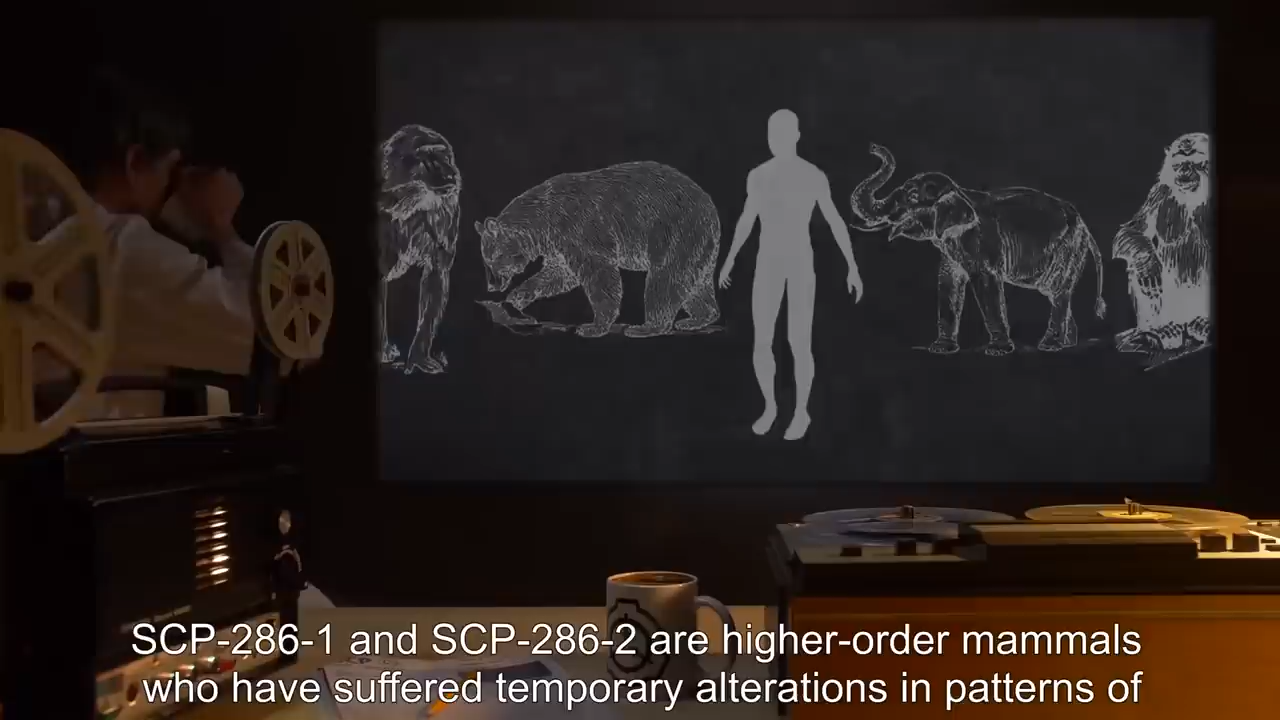 SCP-286-1 and SCP-286-2 are higher-order mammals
who have suffered temporary alterations in patterns of